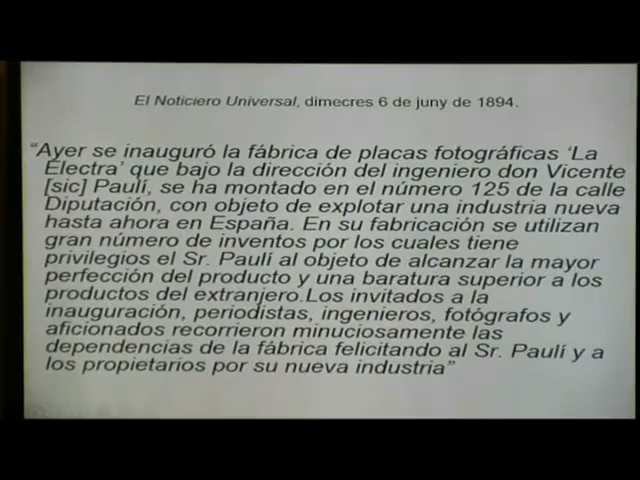 El Noticiero Universal, dimecres 6 de juny de 1894.
“Ayer se inauguró la fábrica de placas fotográficas ‘La
Electra’ que bajo la dirección del ingeniero don Vicente
[sic] Paulí, se ha montado en el número 125 de la calle
Diputación, con objeto de explotar una industria nueva
hasta ahora en España. En su fabricación se utilizan
gran número de inventos por los cuales tiene
privilegios el Sr. Paulí al objeto de alcanzar la mayor
perfección del producto y una baratura superior a los
productos del extranjero.Los invitados a la
inauguración, periodistas, ingenieros, fotógrafos y
aficionados recorrieron minuciosamente las
dependencias de la fábrica felicitando al Sr. Paulí y a
los propietarios por su nueva industria”